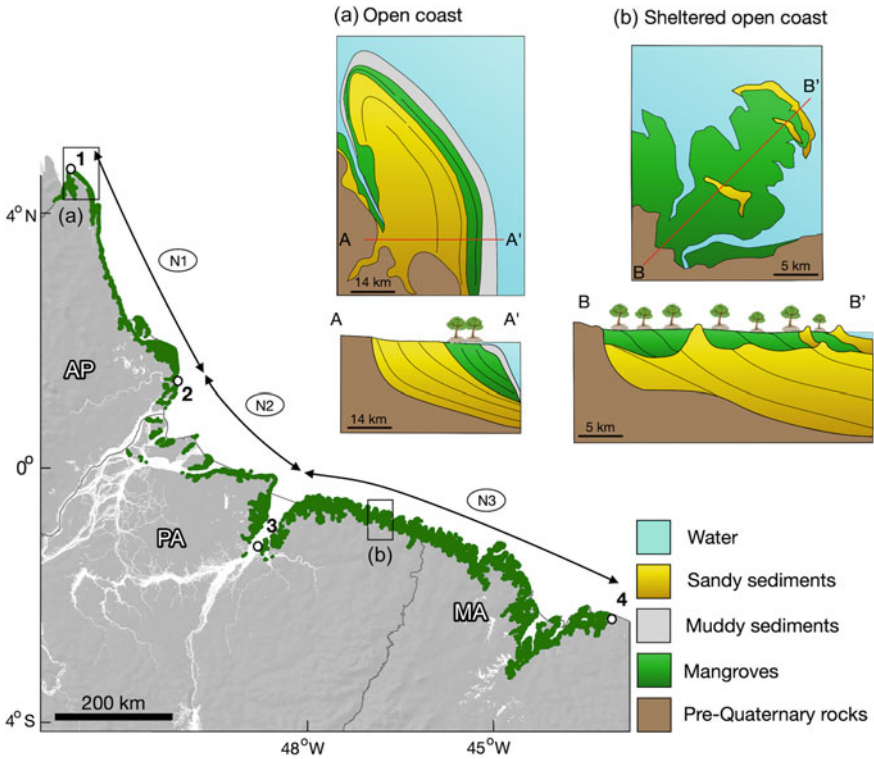 (a) Open coast
(b) Sheltered open coast
B'
1
(a)
4°N
A
A'
B
14 km
5 km
N1
A
A'
B
B'
AP
2
14 km
5 km
N2
0°
N3
3
PA
(b)
Water
4
Sandy sediments
MA
Muddy sediments
Mangroves
200 km
Pre-Quaternary rocks
4°S
48°W
45°W